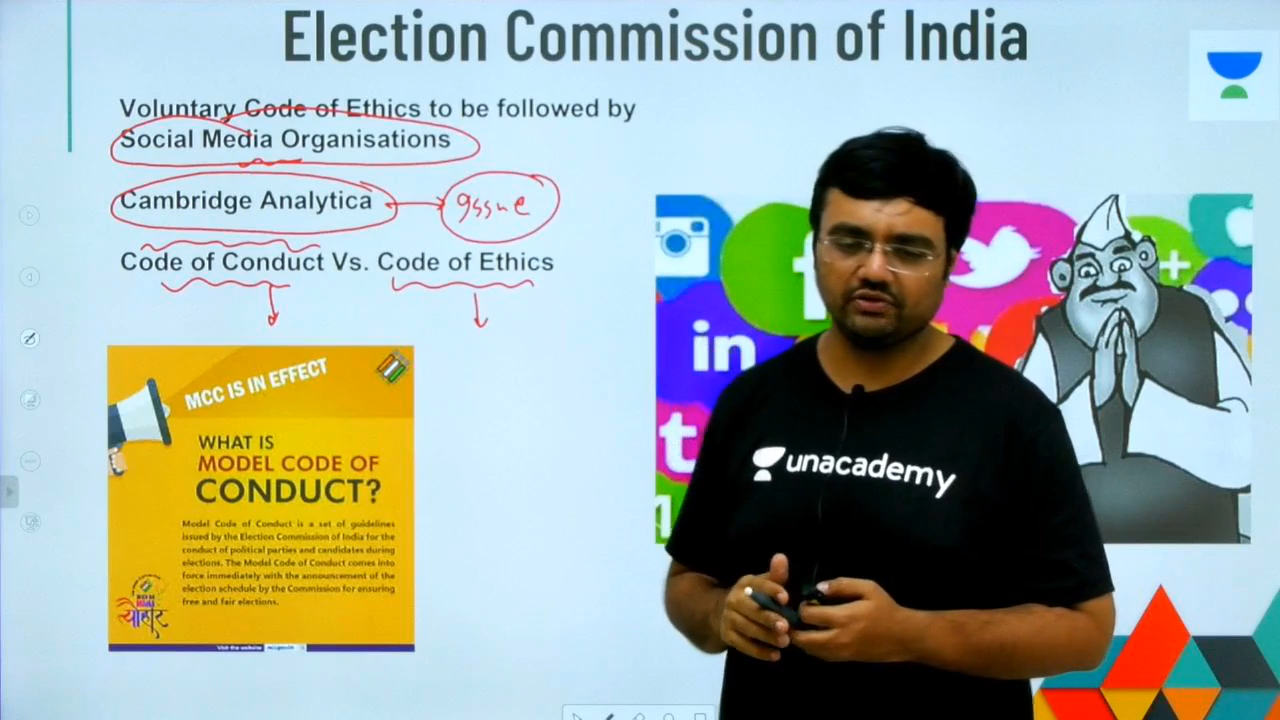 Election Commission of India
Voluntary Code of Ethics to be followed by
Social Media Organisations
Cambridge Analytica
Issue
Code of Conduct Vs. Code of Ethics
MCC IS IN EFFECT
WHAT IS
MODEL CODE OF
CONDUCT?
Model Code of Conduct is a set of guidelines
issued by the Election Commission of India for the
conduct of political parties and candidates during
elections. The Model Code of Conduct comes into
force immediately with the announcement of the
election schedule by the Commission for ensuring
free and fair elections.
त्यौहार
Visit the website
in
f
t
+
unacademy